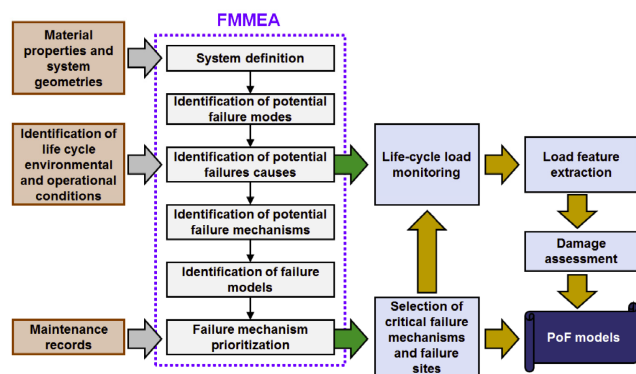 FMMEA
Material
properties and
system
geometries
System definition
Identification of potential
failure modes
Identification of
life cycle
environmental
and operational
conditions
Identification of potential
failures causes
Life-cycle load
monitoring
Load feature
extraction
Identification of potential
failure mechanisms
Damage
assessment
Identification of failure
models
Maintenance
records
Failure mechanism
prioritization
Selection of
critical failure
mechanisms
and failure
sites
PoF models